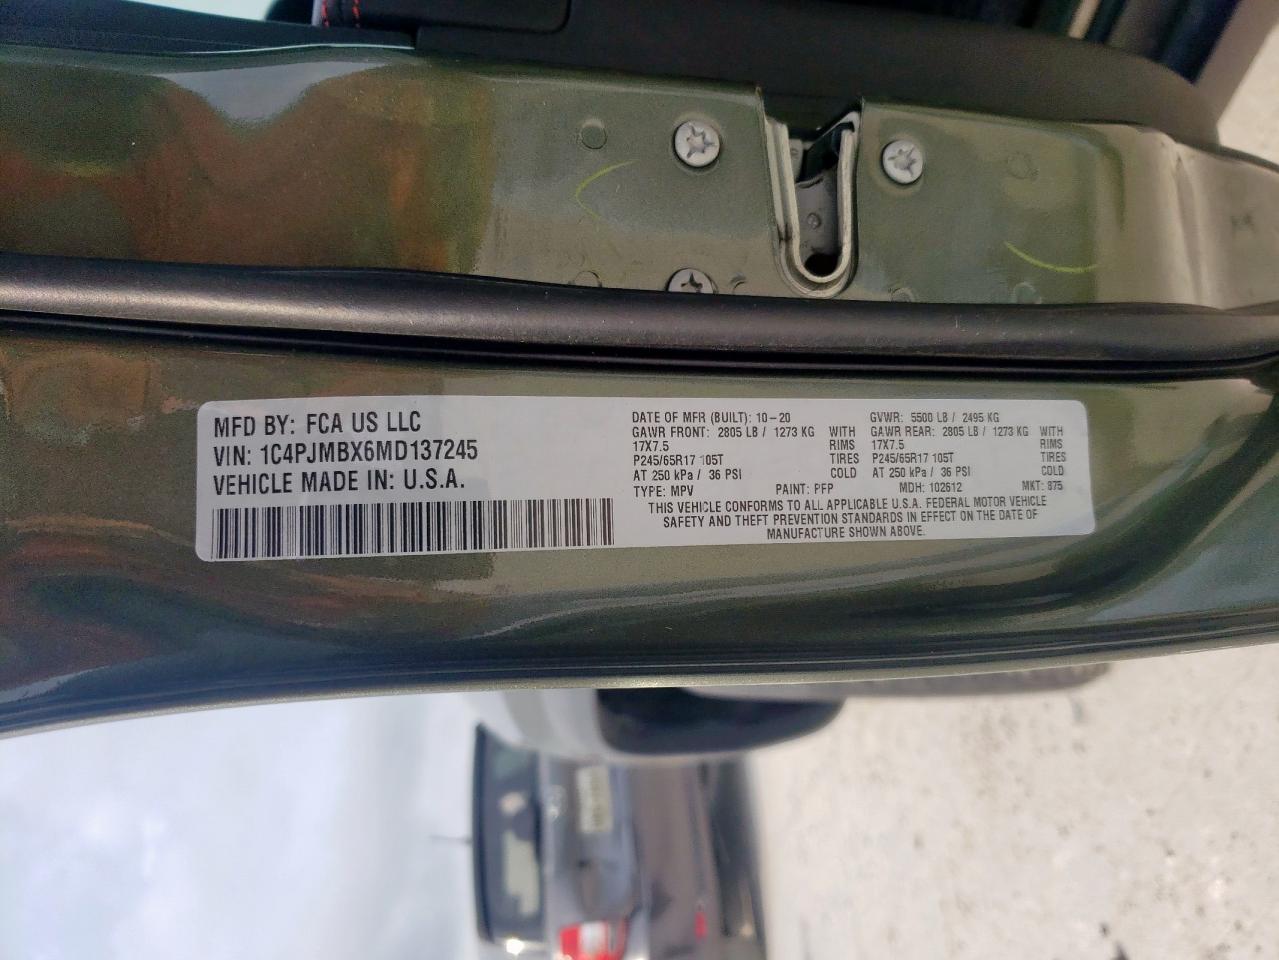 MFD BY: FCA US LLC
VIN: 1C4PJMBX6MD137245
VEHICLE MADE IN: U.S.A.
DATE OF MFR (BUILT): 10-20
GAWR FRONT: 2805 LB / 1273 KG WITH
17X7.5 RIMS
P245/65R17 105T TIRES
AT 250 kPa / 36 PSI COLD
TYPE: MPV PAINT: PFP
GVWR: 5500 LB / 2495 KG
GAWR REAR: 2805 LB / 1273 KG WITH
17X7.5 RIMS
P245/65R17 105T TIRES
AT 250 kPa / 36 PSI COLD
MDH: 102612 MKT: 875
THIS VEHICLE CONFORMS TO ALL APPLICABLE U.S.A. FEDERAL MOTOR VEHICLE
SAFETY AND THEFT PREVENTION STANDARDS IN EFFECT ON THE DATE OF
MANUFACTURE SHOWN ABOVE.